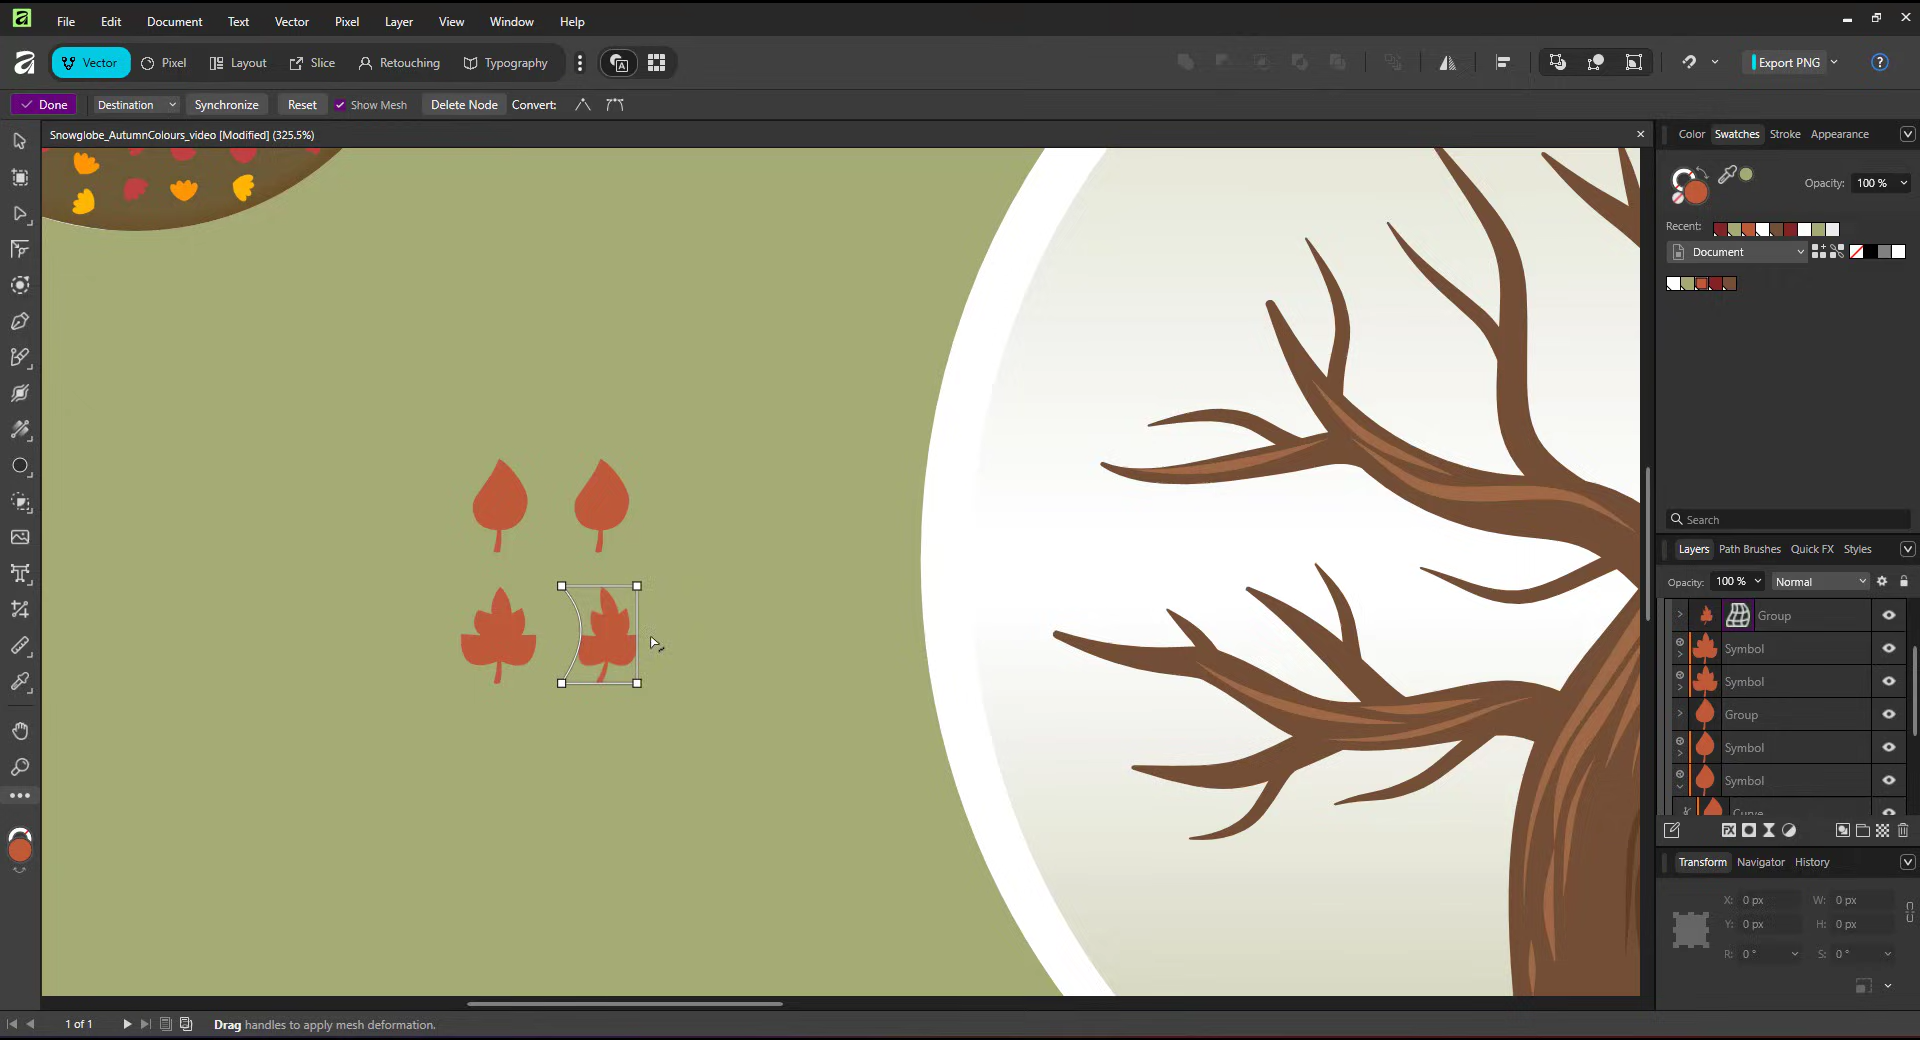 File Edit Document Text Vector Pixel Layer View Window Help
Vector Pixel Layout Slice Retouching Typography Export PNG
Done Destination Synchronize Reset Show Mesh Delete Node Convert:
Snowglobe_AutumnColours_video [Modified] (325.5%)
Color Swatches Stroke Appearance
Opacity: 100 %
Recent:
Document
Search
Layers Path Brushes Quick FX Styles
Opacity: 100 % Normal
Group
Symbol
Symbol
Group
Symbol
Symbol
Curve
Transform Navigator History
X: 0 px W: 0 px
Y: 0 px H: 0 px
R: 0 ° S: 0 °
1 of 1 Drag handles to apply mesh deformation.